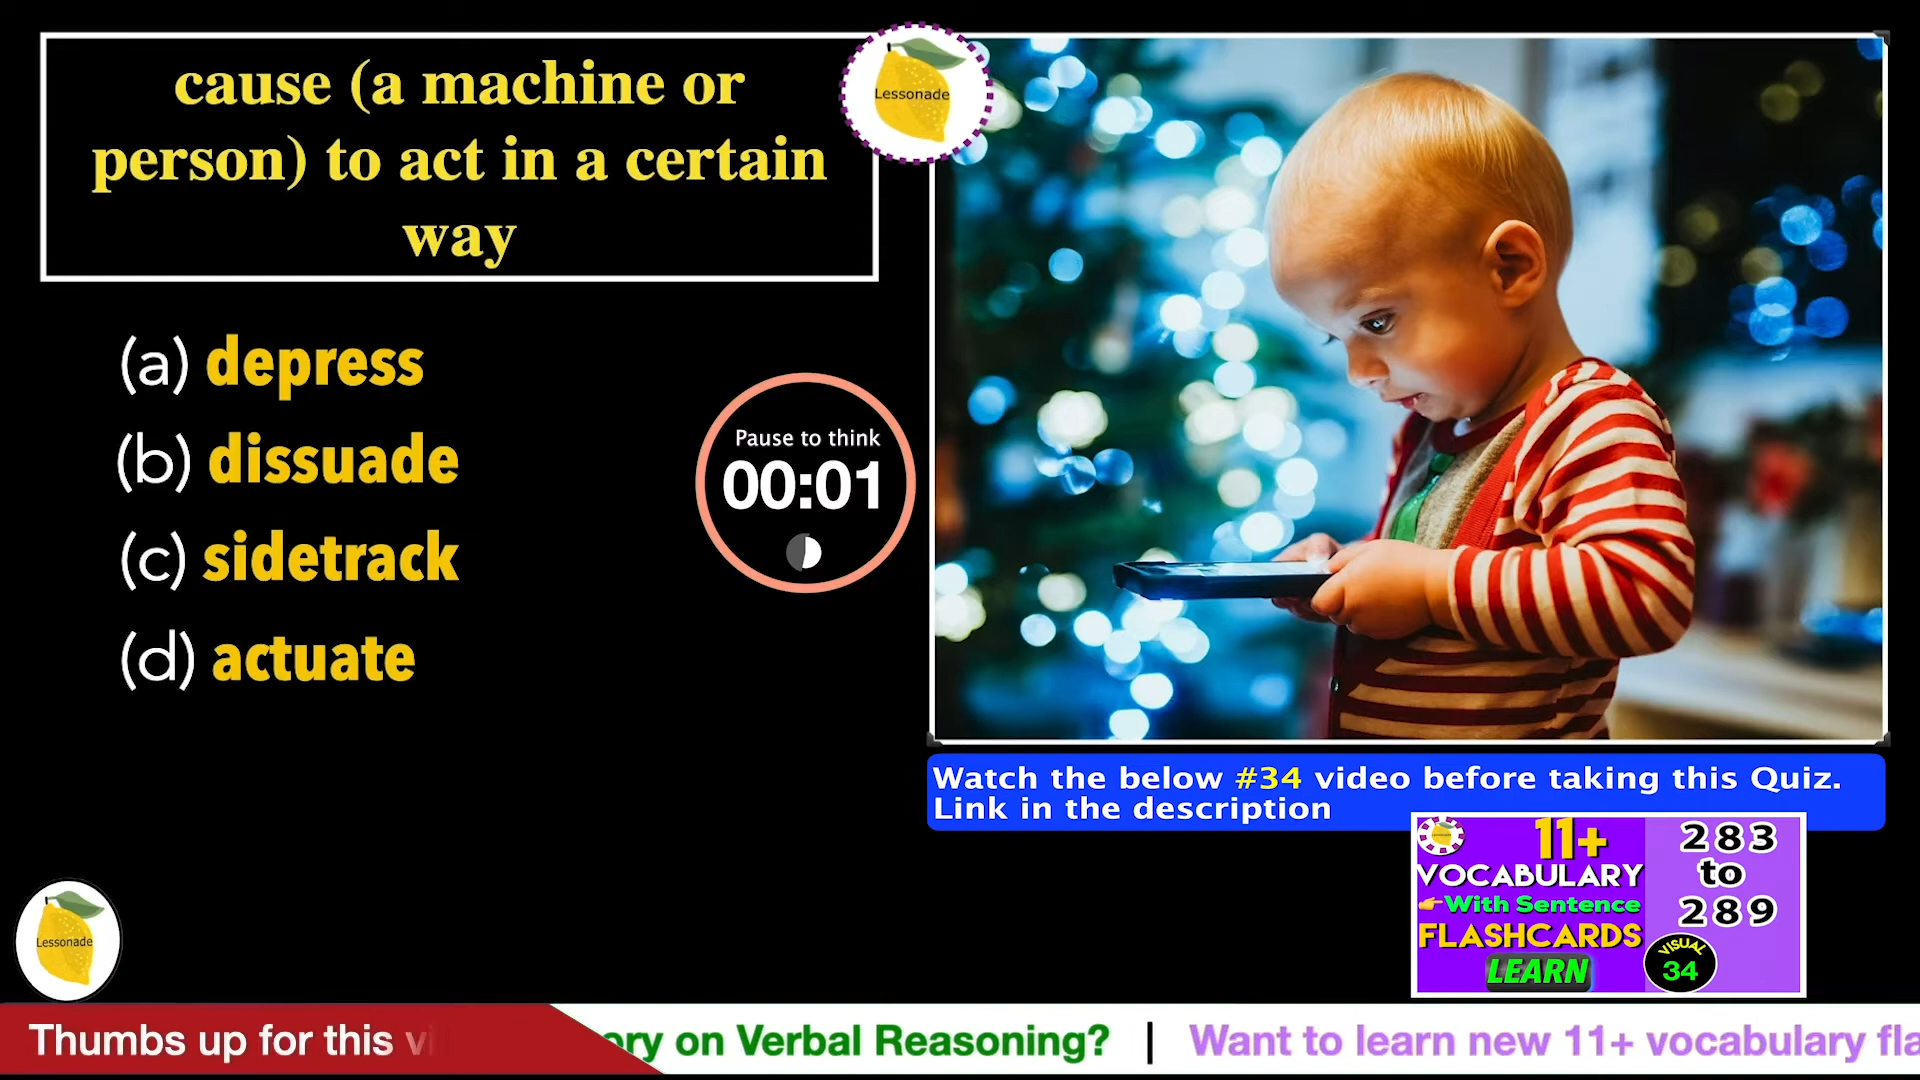 cause (a machine or
person) to act in a certain
way
Lessonade
(a) depress
(b) dissuade
(c) sidetrack
(d) actuate
Pause to think
00:01
Watch the below #34 video before taking this Quiz.
Link in the description
11+
VOCABULARY
With Sentence
FLASHCARDS
LEARN
283
to
289
VISUAL
34
Lessonade
Thumbs up for this vi
ory on Verbal Reasoning? | Want to learn new 11+ vocabulary fla